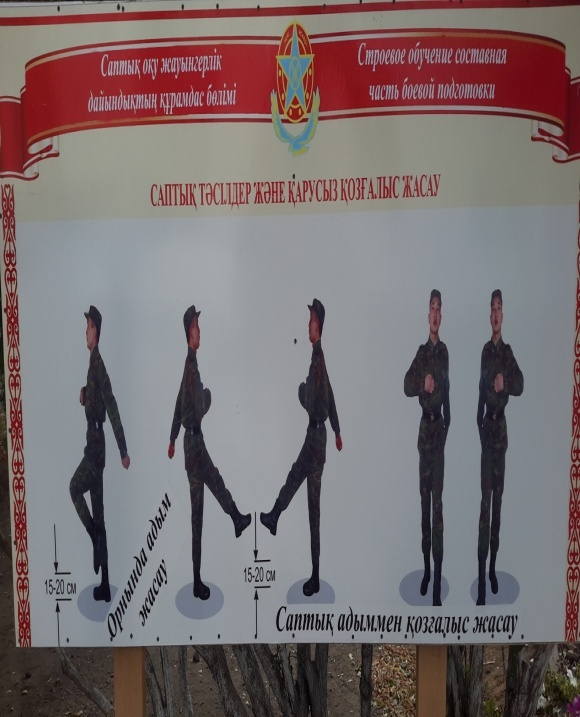 Саптық оқу жауынгерлік
дайындықтың құрамдас бөлімі
Строевое обучение составная
часть боевой подготовки
САПТЫҚ ТӘСІЛДЕР ЖӘНЕ ҚАРУСЫЗ ҚОЗҒАЛЫС ЖАСАУ
15-20 см
Орнында адым
жасау
15-20 см
Саптық адыммен қозғалыс жасау